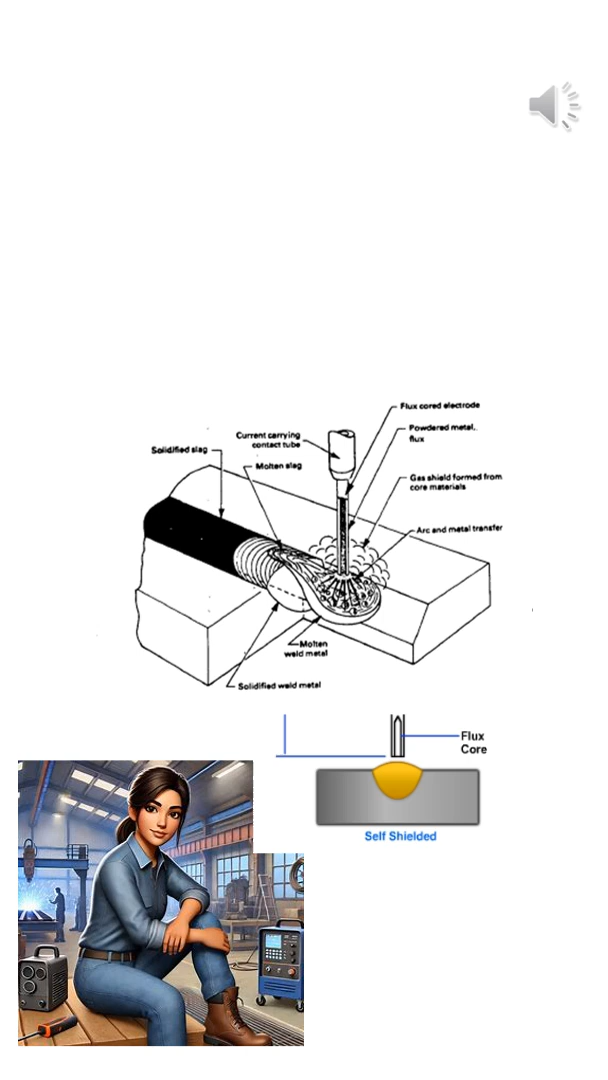 Flux cored electrode
Current carrying
contact tube
Powdered metal,.
flux
Solidified slag
Molten slag
Gas shield formed from
core materials
Arc and metal transfer
Molten
weld metal
Solidified weld metal
Flux
Core
Self Shielded